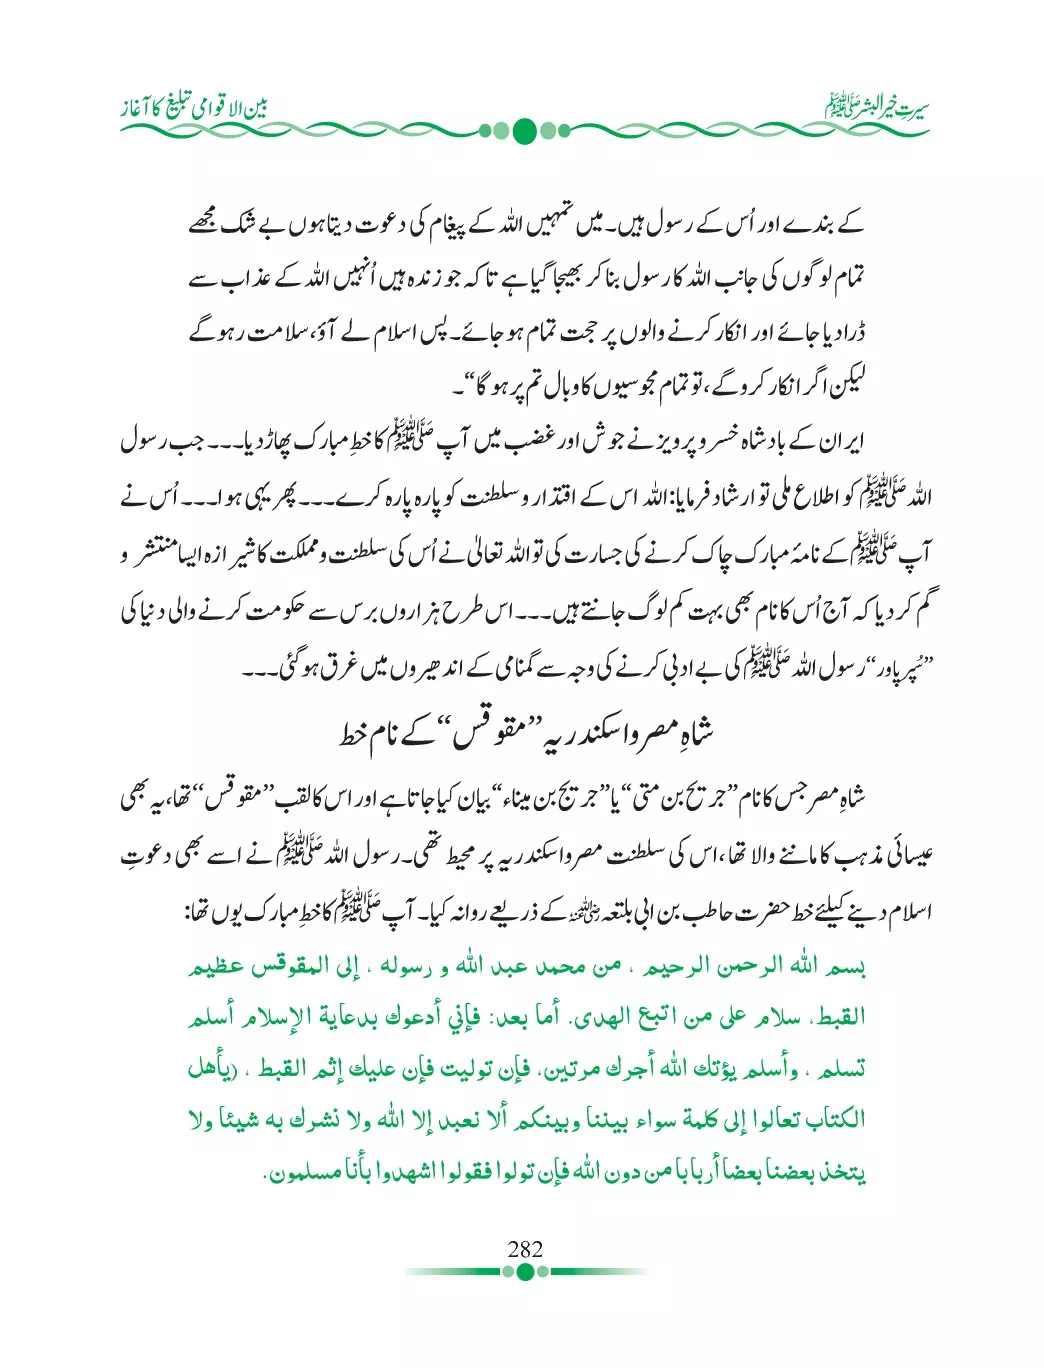 سیرتِ خیر البشر ﷺ
بین الاقوامی تبلیغ کا آغاز
کے بندے اور اُس کے رسول ہیں۔ میں تمہیں اللہ کے پیغام کی دعوت دیتا ہوں بے شک مجھے
تمام لوگوں کی جانب اللہ کا رسول بنا کر بھیجا گیا ہے تاکہ جو زندہ ہیں اُنہیں اللہ کے عذاب سے
ڈرا دیا جائے اور انکار کرنے والوں پر حجت تمام ہو جائے۔ پس اسلام لے آؤ، سلامت رہو گے
لیکن اگر انکار کرو گے، تو تمام مجوسیوں کا وبال تم پر ہو گا“۔
ایران کے بادشاہ خسرو پرویز نے جوش اور غضب میں آپ ﷺ کا خطِ مبارک پھاڑ دیا۔۔۔ جب رسول
اللہ ﷺ کو اطلاع ملی تو ارشاد فرمایا: اللہ اس کے اقتدار و سلطنت کو پارہ پارہ کرے۔۔۔ پھر یہی ہوا۔۔۔ اُس نے
آپ ﷺ کے نامۂ مبارک چاک کرنے کی جسارت کی تو اللہ تعالیٰ نے اُس کی سلطنت و مملکت کا شیرازہ ایسا منتشر و
گم کر دیا کہ آج اُس کا نام بھی بہت کم لوگ جانتے ہیں۔۔۔ اس طرح ہزاروں برس سے حکومت کرنے والی دنیا کی
”سُپر پاور“ رسول اللہ ﷺ کی بے ادبی کرنے کی وجہ سے گمنامی کے اندھیروں میں غرق ہو گئی۔۔۔
شاہِ مصر و اسکندریہ ”مقوقس“ کے نام خط
شاہِ مصر جس کا نام ”جریح بن متی“ یا ”جریج بن میناء“ بیان کیا جاتا ہے اور اس کا لقب ”مقوقس“ تھا، یہ بھی
عیسائی مذہب کا ماننے والا تھا، اس کی سلطنت مصر و اسکندریہ پر محیط تھی۔ رسول اللہ ﷺ نے اسے بھی دعوتِ
اسلام دینے کیلئے خط حضرت حاطب بن ابی بلتعہ رضی اللہ عنہ کے ذریعے روانہ کیا۔ آپ ﷺ کا خطِ مبارک یوں تھا:
بسم الله الرحمن الرحيم ، من محمد عبد الله و رسوله ، إلى المقوقس عظيم
القبط، سلام على من اتبع الهدى. أما بعد: فإني أدعوك بدعاية الإسلام أسلم
تسلم ، وأسلم يؤتك الله أجرك مرتين، فإن توليت فإن عليك إثم القبط ، (يأهل
الكتاب تعالوا إلى كلمة سواء بيننا وبينكم ألا نعبد إلا الله ولا نشرك به شيئا ولا
يتخذ بعضنا بعضا أربابا من دون الله فإن تولوا فقولوا اشهدوا بأنا مسلمون.
282